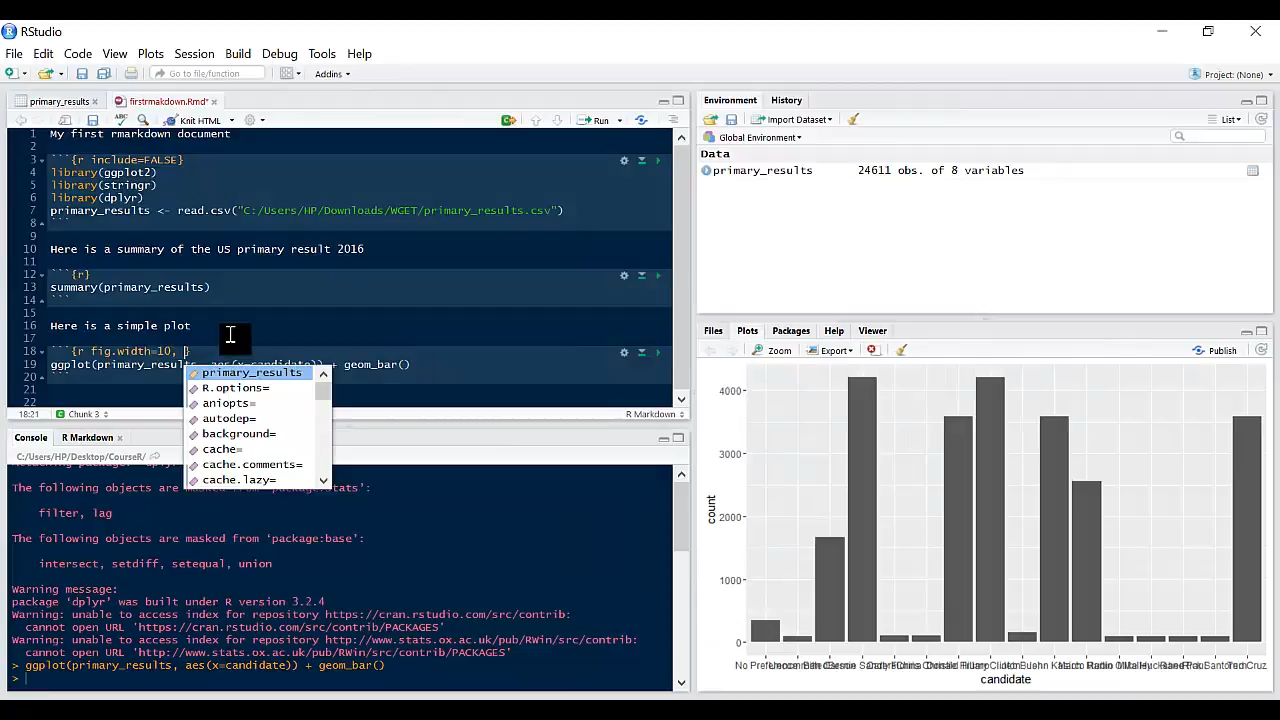 RStudio
File Edit Code View Plots Session Build Debug Tools Help
Go to file/function Addins Project: (None)
primary_results firstrmakdown.Rmd*
Knit HTML Run
1 My first rmarkdown document
2
3 ```{r include=FALSE}
4 library(ggplot2)
5 library(stringr)
6 library(dplyr)
7 primary_results <- read.csv("C:/Users/HP/Downloads/WGET/primary_results.csv")
8 ```
9
10 Here is a summary of the US primary result 2016
11
12 ```{r}
13 summary(primary_results)
14 ```
15
16 Here is a simple plot
17
18 ```{r fig.width=10, }
19 ggplot(primary_results, aes(x=candidate)) + geom_bar()
20
21
22
primary_results
R.options=
aniopts=
autodep=
background=
cache=
cache.comments=
cache.lazy=
18:21 Chunk 3 R Markdown
Console R Markdown
C:/Users/HP/Desktop/CourseR/
The following objects are masked from ‘package:stats’:
filter, lag
The following objects are masked from ‘package:base’:
intersect, setdiff, setequal, union
Warning message:
package ‘dplyr’ was built under R version 3.2.4
Warning: unable to access index for repository https://cran.rstudio.com/src/contrib:
cannot open URL 'https://cran.rstudio.com/src/contrib/PACKAGES'
Warning: unable to access index for repository http://www.stats.ox.ac.uk/pub/RWin/src/contrib:
cannot open URL 'http://www.stats.ox.ac.uk/pub/RWin/src/contrib/PACKAGES'
> ggplot(primary_results, aes(x=candidate)) + geom_bar()
>
Environment History
Import Dataset List
Global Environment
Data
primary_results 24611 obs. of 8 variables
Files Plots Packages Help Viewer
Zoom Export Publish
4000
3000
2000
1000
0
count
candidate